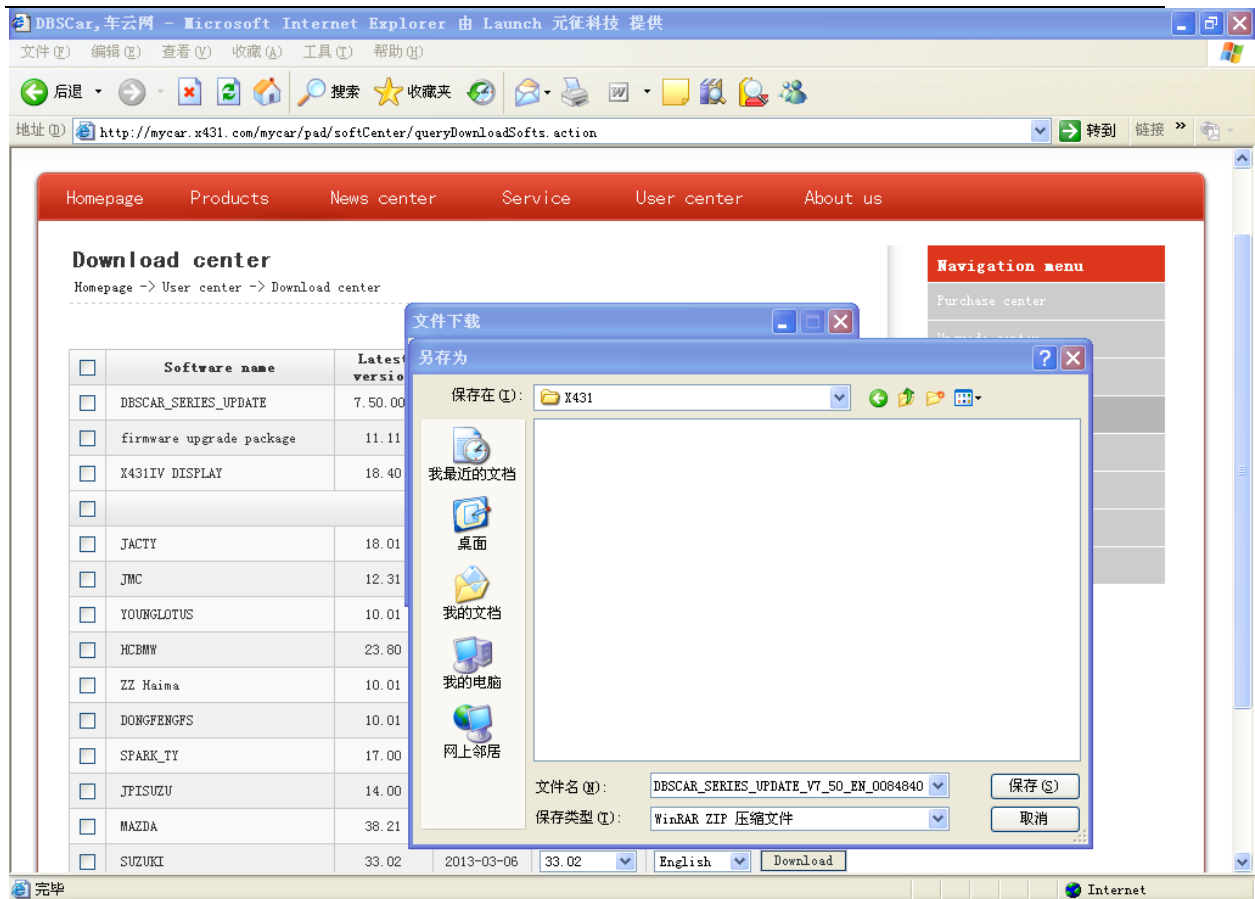 DBSCar,车云网 - Microsoft Internet Explorer 由 Launch 元征科技 提供
文件(F) 编辑(E) 查看(V) 收藏(A) 工具(T) 帮助(H)
后退 搜索 收藏夹
地址(D) http://mycar.x431.com/mycar/pad/softCenter/queryDownloadSofts.action 转到 链接 »
Homepage Products News center Service User center About us
Download center
Homepage -> User center -> Download center
Navigation menu
Purchase center
文件下载
另存为
保存在(I): X431
我最近的文档
桌面
我的文档
我的电脑
网上邻居
文件名(N): DBSCAR_SERIES_UPDATE_V7_50_EN_0084840 保存(S)
保存类型(T): WinRAR ZIP 压缩文件 取消
Software name Latest
DBSCAR_SERIES_UPDATE 7.50.00
firmware upgrade package 11.11
X431IV DISPLAY 18.40
JACTY 18.01
JMC 12.31
YOUNGLOTUS 10.01
HCBMW 23.80
ZZ Haima 10.01
DONGFENGFS 10.01
SPARK_TY 17.00
JPISUZU 14.00
MAZDA 38.21
SUZUKI 33.02 2013-03-06 33.02 English Download
完毕 Internet